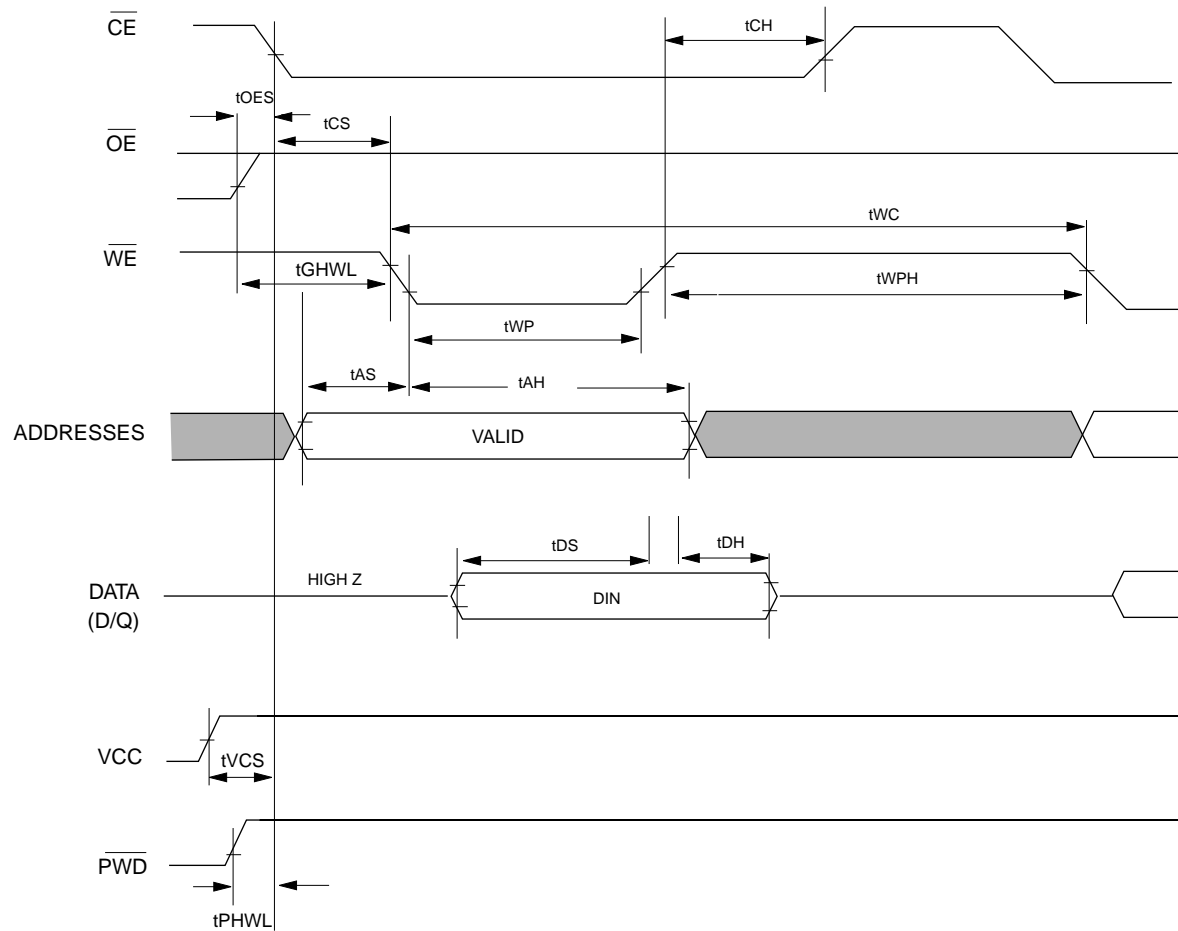 CE
tCH
tOES
tCS
OE
tWC
WE
tGHWL
tWPH
tWP
tAS
tAH
ADDRESSES
VALID
tDS
tDH
HIGH Z
DATA
(D/Q)
DIN
VCC
tVCS
PWD
tPHWL